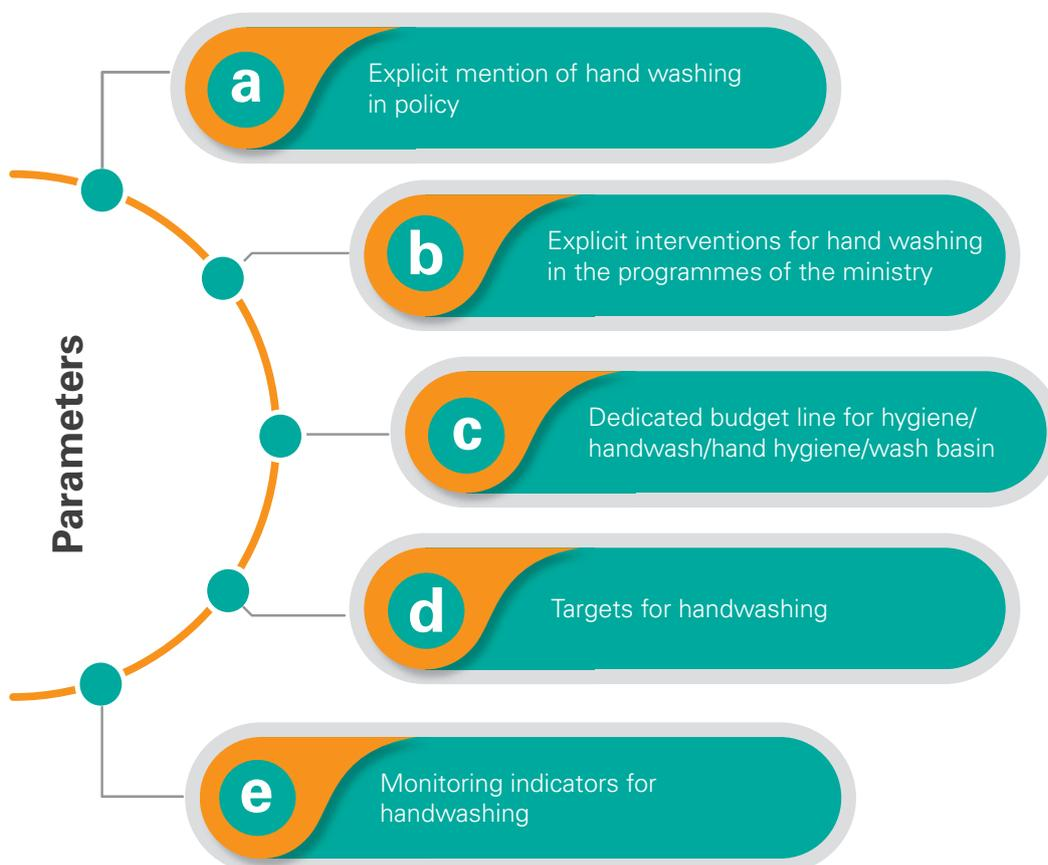 Parameters
a
Explicit mention of hand washing
in policy
b
Explicit interventions for hand washing
in the programmes of the ministry
c
Dedicated budget line for hygiene/
handwash/hand hygiene/wash basin
d
Targets for handwashing
e
Monitoring indicators for
handwashing